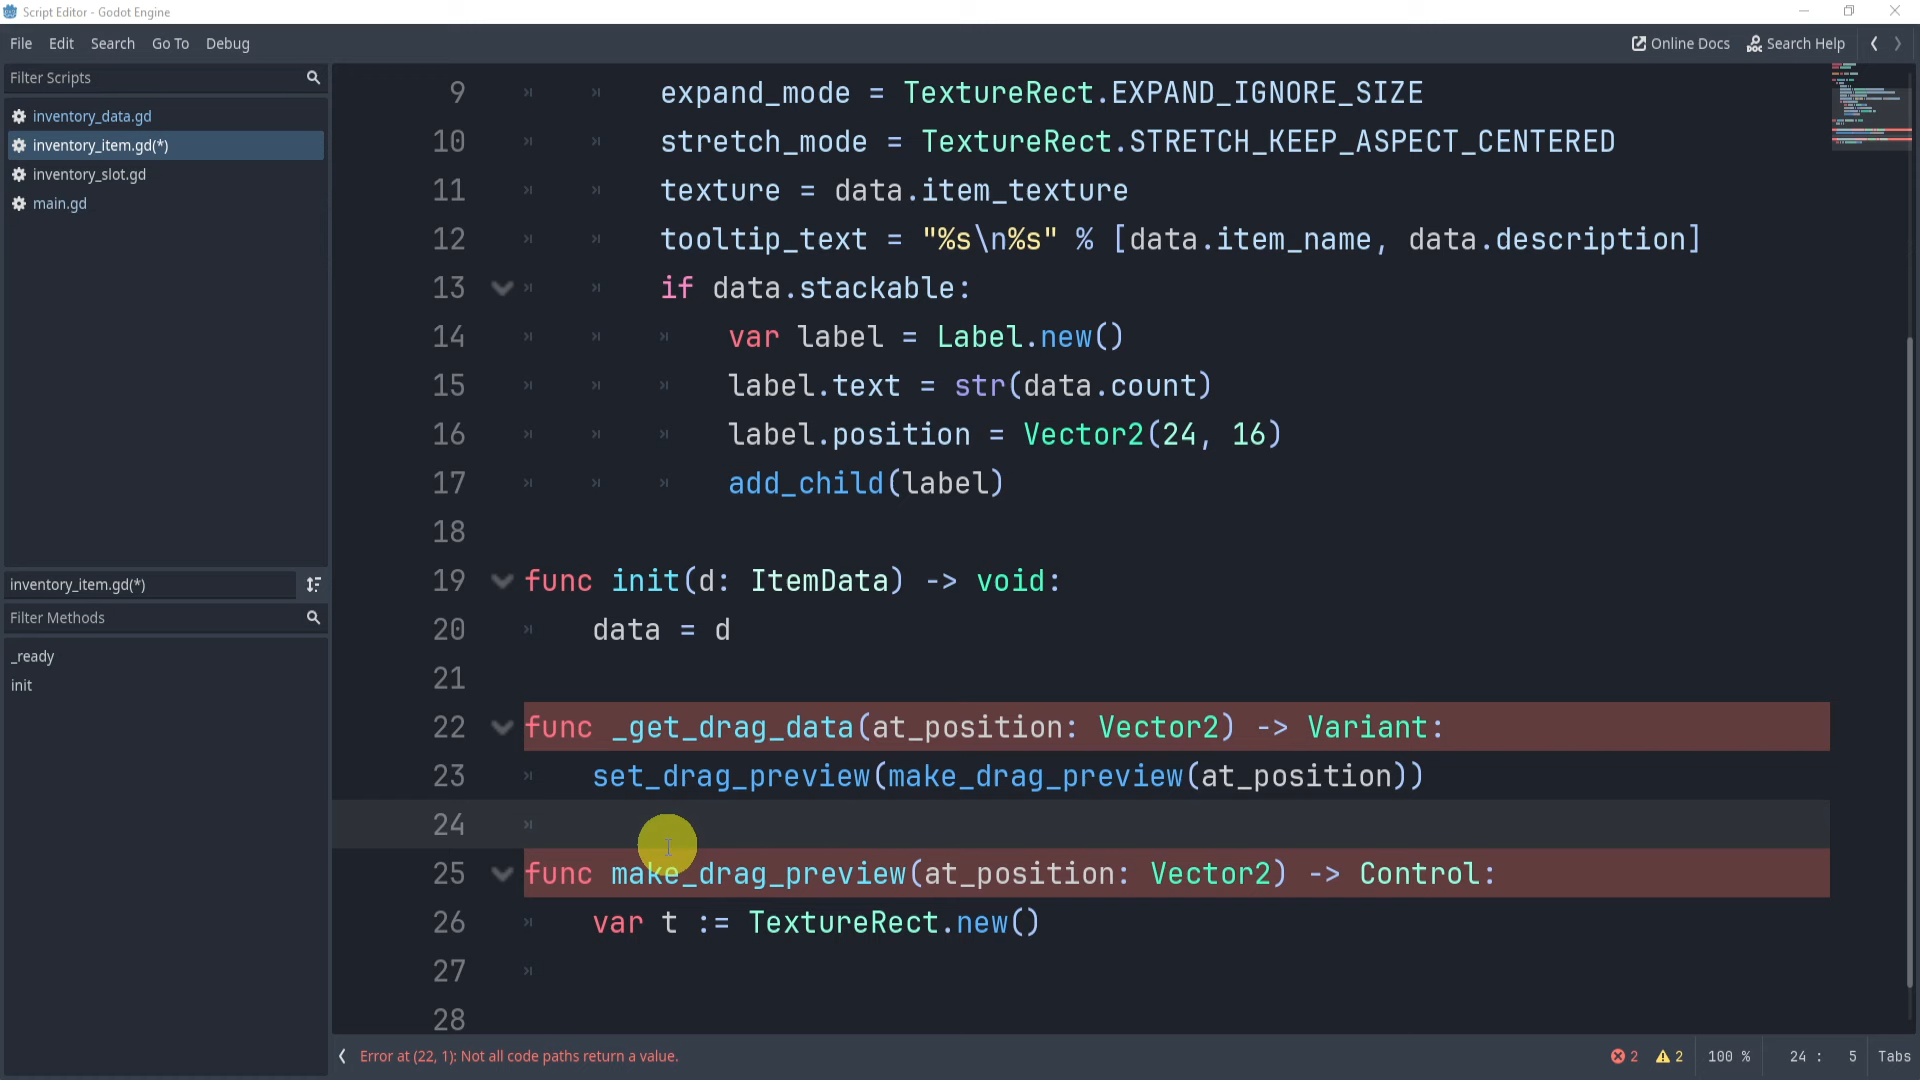 Script Editor - Godot Engine
File Edit Search Go To Debug
Online Docs Search Help
Filter Scripts
inventory_data.gd
inventory_item.gd(*)
inventory_slot.gd
main.gd
inventory_item.gd(*)
Filter Methods
_ready
init
9 expand_mode = TextureRect.EXPAND_IGNORE_SIZE
10 stretch_mode = TextureRect.STRETCH_KEEP_ASPECT_CENTERED
11 texture = data.item_texture
12 tooltip_text = "%s\n%s" % [data.item_name, data.description]
13 if data.stackable:
14 var label = Label.new()
15 label.text = str(data.count)
16 label.position = Vector2(24, 16)
17 add_child(label)
18
19 func init(d: ItemData) -> void:
20 data = d
21
22 func _get_drag_data(at_position: Vector2) -> Variant:
23 set_drag_preview(make_drag_preview(at_position))
24
25 func make_drag_preview(at_position: Vector2) -> Control:
26 var t := TextureRect.new()
27
28
Error at (22, 1): Not all code paths return a value.
2 2 100 % 24 : 5 Tabs